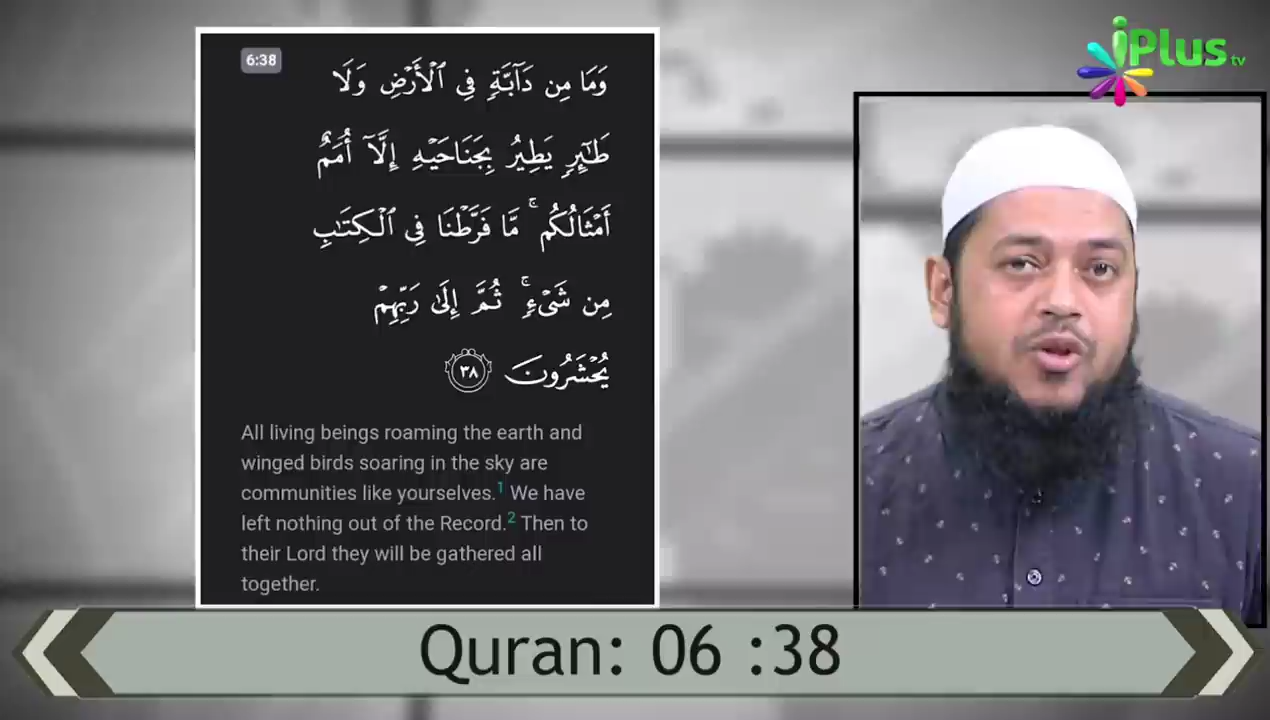 iPlus tv
6:38
وَمَا مِن دَآبَّةٍ فِي ٱلْأَرْضِ وَلَا
طَـٰٓئِرٍ يَطِيرُ بِجَنَاحَيْهِ إِلَّآ أُمَمٌ
أَمْثَالُكُم ۚ مَّا فَرَّطْنَا فِي ٱلْكِتَـٰبِ
مِن شَىْءٍ ۚ ثُمَّ إِلَىٰ رَبِّهِمْ
يُحْشَرُونَ ٣٨
All living beings roaming the earth and
winged birds soaring in the sky are
communities like yourselves.1 We have
left nothing out of the Record.2 Then to
their Lord they will be gathered all
together.
Quran: 06 :38